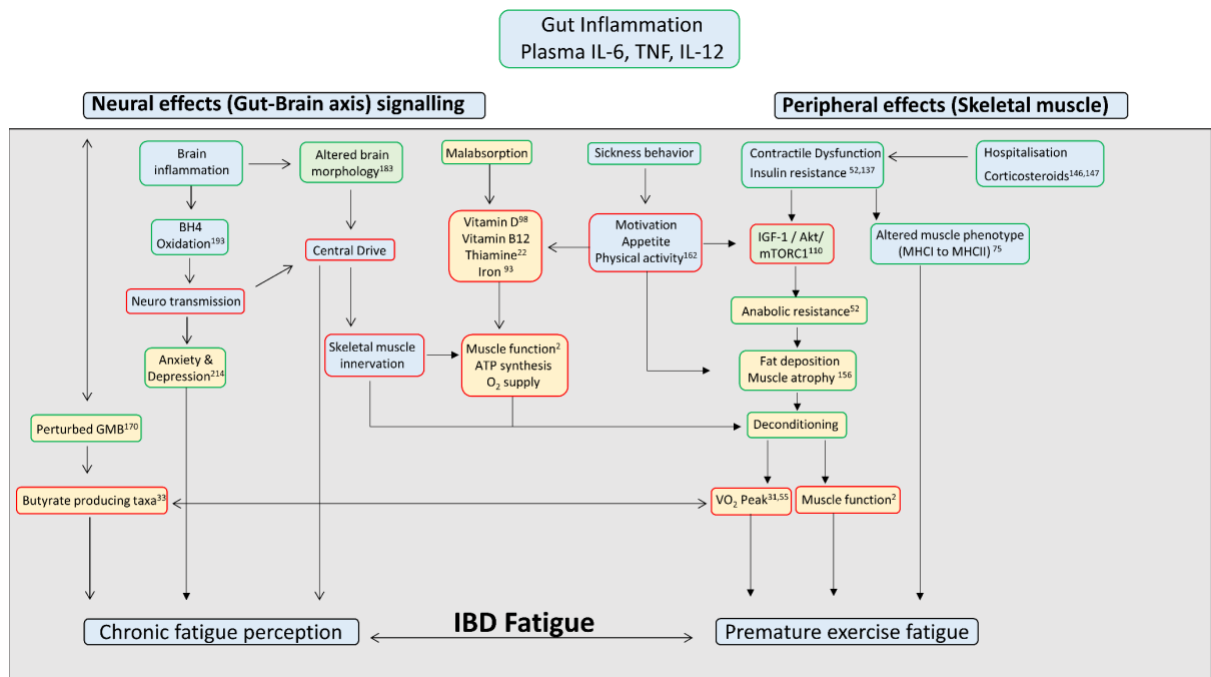 Gut Inflammation
Plasma IL-6, TNF, IL-12
Neural effects (Gut-Brain axis) signalling
Peripheral effects (Skeletal muscle)
Brain
inflammation
Altered brain
morphology183
Malabsorption
Sickness behavior
Contractile Dysfunction
Insulin resistance 52,137
Hospitalisation
Corticosteroids146,147
BH4
Oxidation193
Central Drive
Vitamin D98
Vitamin B12
Thiamine22
Iron 93
Motivation
Appetite
Physical activity162
IGF-1 / Akt/
mTORC1110
Altered muscle phenotype
(MHCI to MHCII) 75
Neuro transmission
Anabolic resistance52
Anxiety &
Depression214
Skeletal muscle
innervation
Muscle function2
ATP synthesis
O2 supply
Fat deposition
Muscle atrophy 156
Perturbed GMB170
Deconditioning
Butyrate producing taxa33
VO2 Peak31,55
Muscle function2
Chronic fatigue perception
IBD Fatigue
Premature exercise fatigue